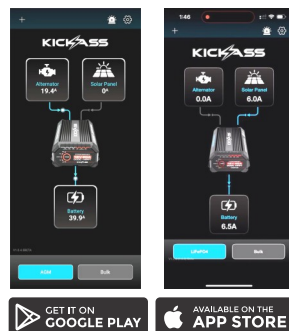 KICKASS
Alternator
19.4A
Solar Panel
0A
Battery
39.9A
AGM
Bulk
1:46
KICKASS
Alternator
0.0A
Solar Panel
6.0A
Battery
6.5A
LiFePO4
Bulk
GET IT ON
GOOGLE PLAY
AVAILABLE ON THE
APP STORE